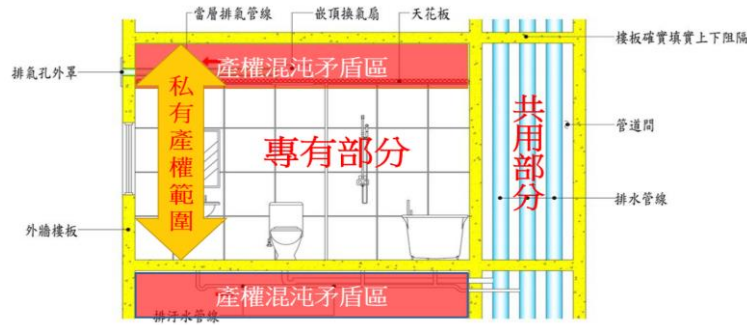 當層排氣管線
嵌頂換氣扇
天花板
樓板確實填實上下阻隔
排氣孔外罩
產權混沌矛盾區
私有產權範圍
專有部分
共用部分
管道間
排水管線
外牆樓板
產權混沌矛盾區
排汙水管線